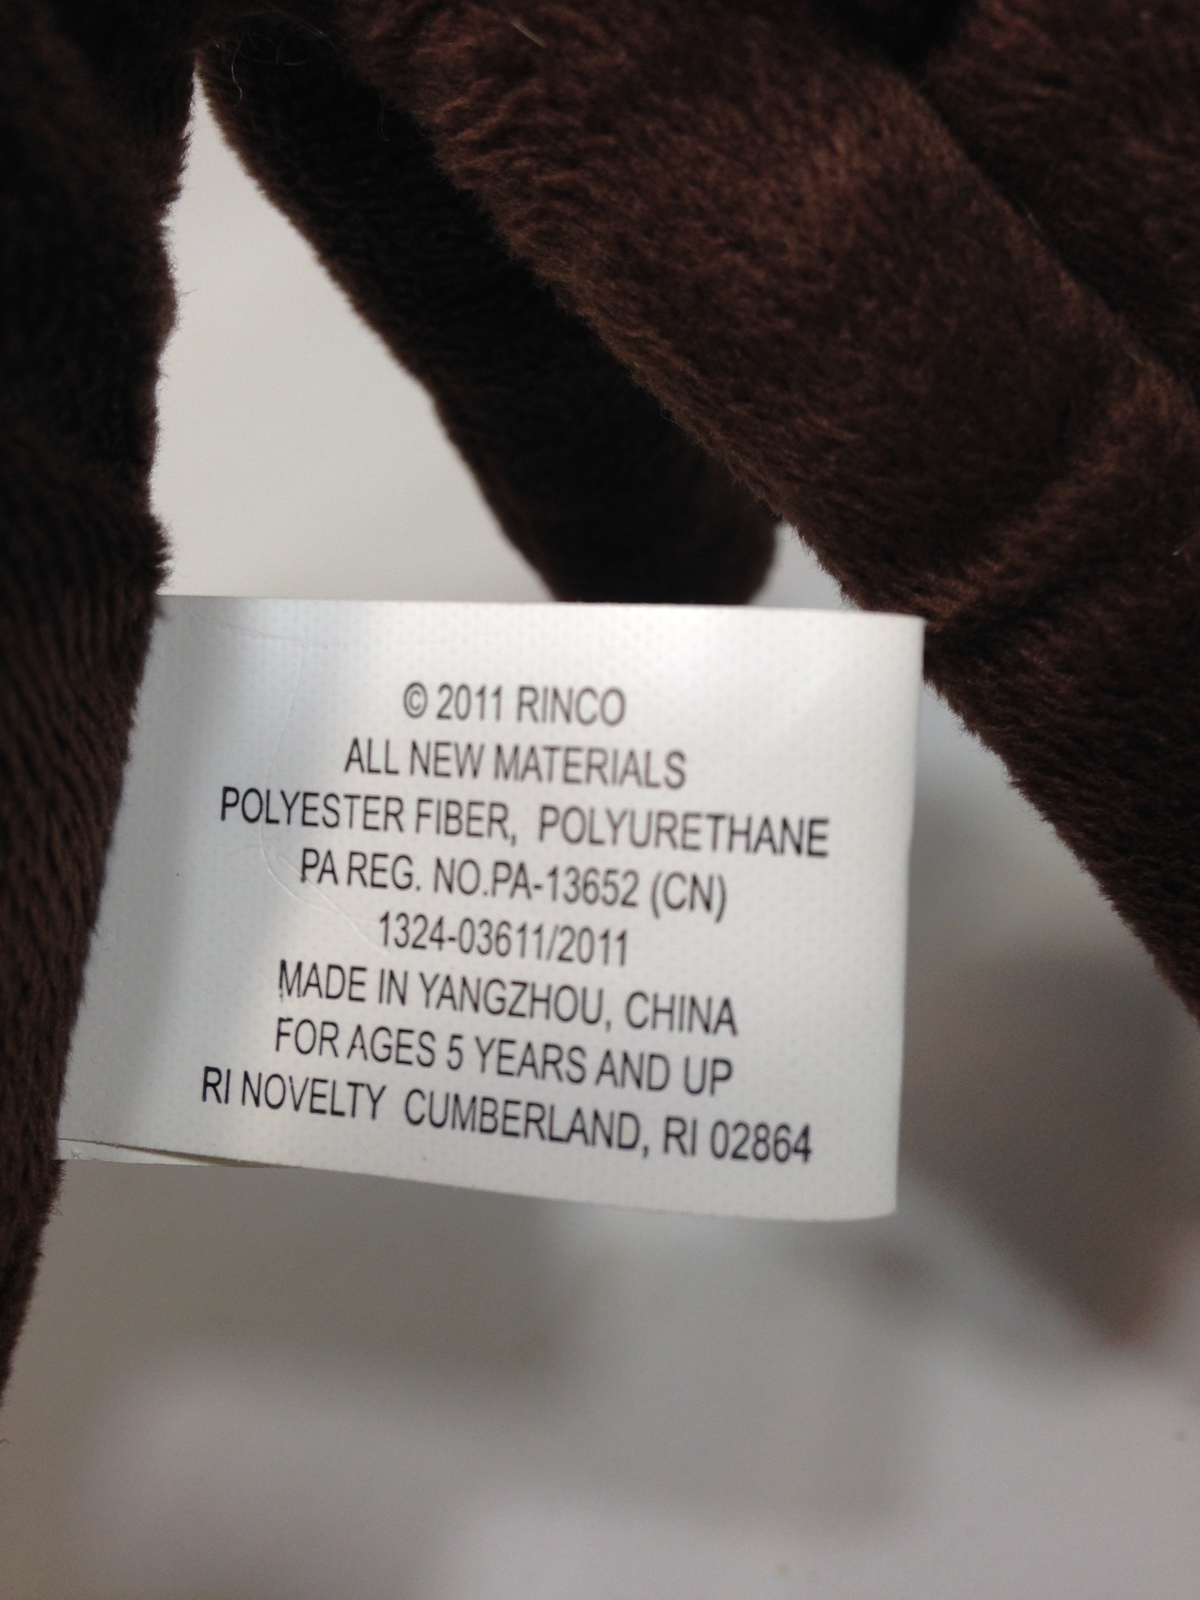 © 2011 RINCO
ALL NEW MATERIALS
POLYESTER FIBER, POLYURETHANE
PA REG. NO.PA-13652 (CN)
1324-03611/2011
MADE IN YANGZHOU, CHINA
FOR AGES 5 YEARS AND UP
RI NOVELTY CUMBERLAND, RI 02864